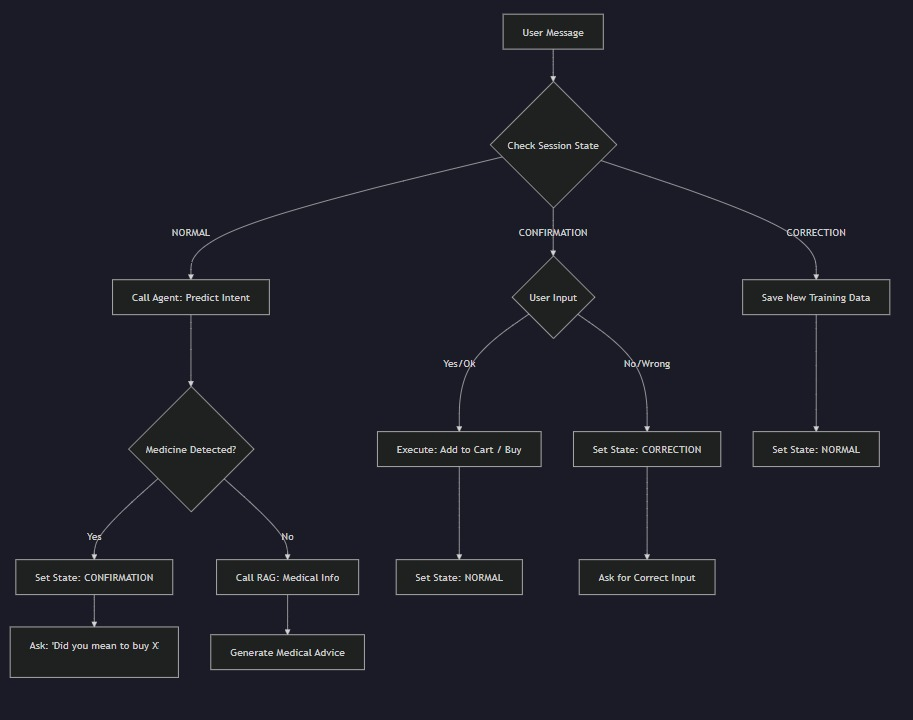 User Message
Check Session State
NORMAL
CONFIRMATION
CORRECTION
Call Agent: Predict Intent
User Input
Save New Training Data
Yes/Ok
No/Wrong
Medicine Detected?
Execute: Add to Cart / Buy
Set State: CORRECTION
Set State: NORMAL
Yes
No
Set State: CONFIRMATION
Call RAG: Medical Info
Set State: NORMAL
Ask for Correct Input
Ask: 'Did you mean to buy X'
Generate Medical Advice